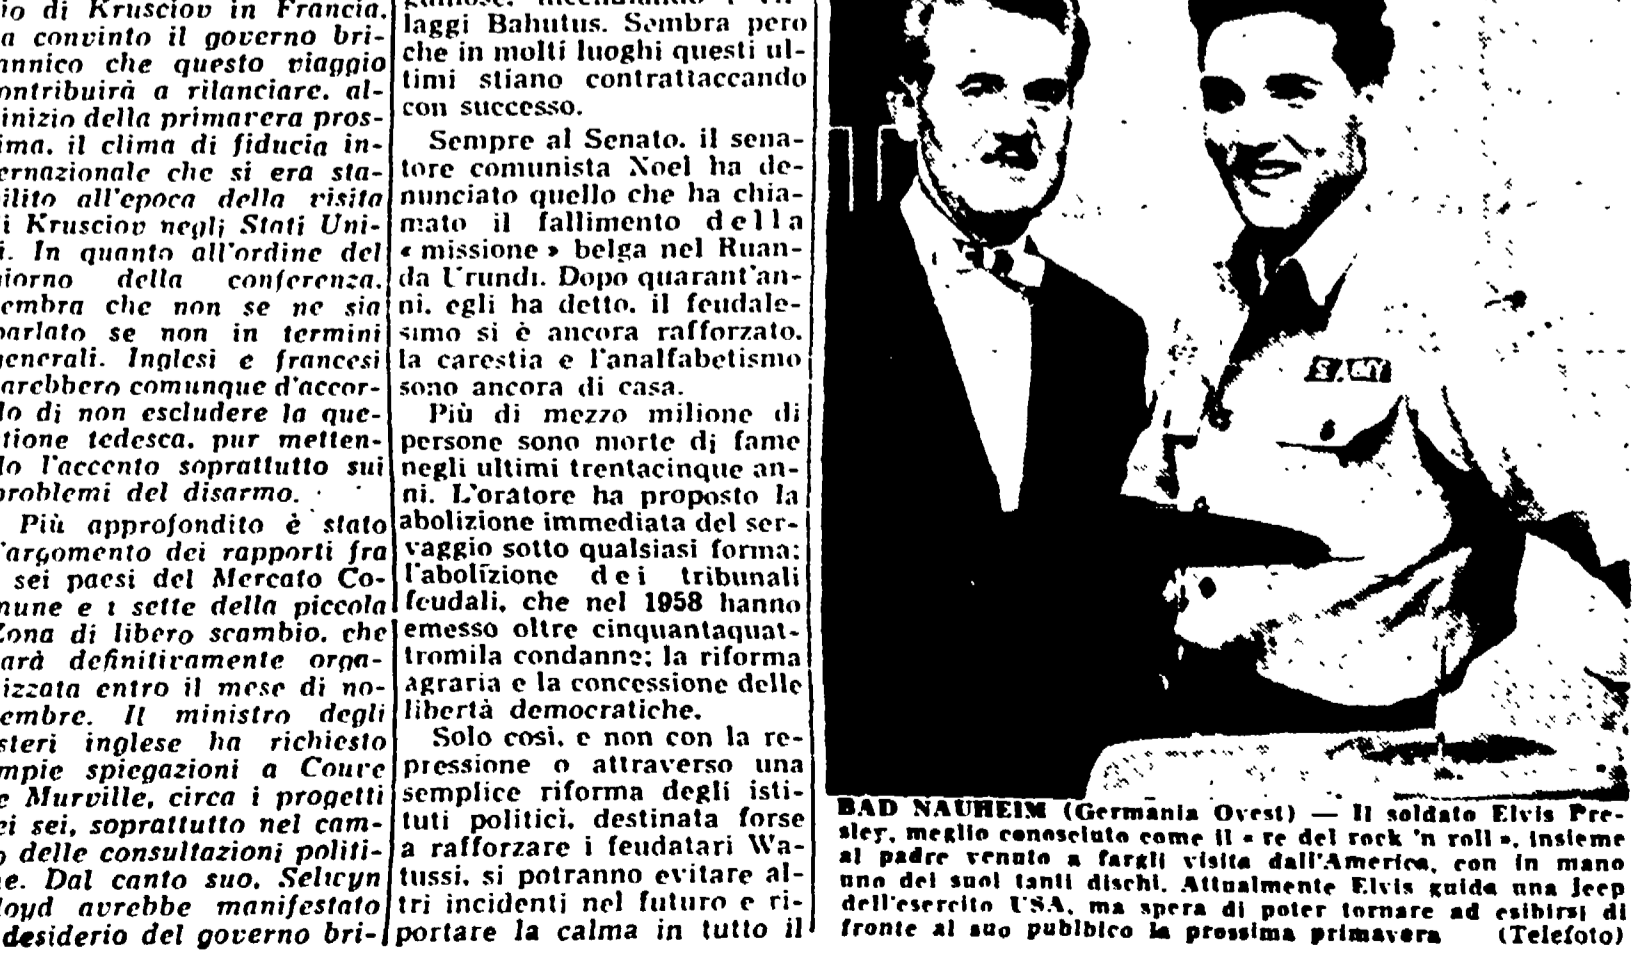 io di Krusciov in Francia.
a convinto il governo bri-
annico che questo viaggio
ontribuirà a rilanciare. al-
inizio della primavera pros-
ima. il clima di fiducia in-
ernazionale che si era sta-
ilito all'epoca della visita
i Krusciov negli Stati Uni-
i. In quanto all'ordine del
iorno della conferenza.
embra che non se ne sia
parlato se non in termini
generali. Inglesi e francesi
arebbero comunque d'accor-
do di non escludere la que-
tione tedesca. pur metten-
do l'accento soprattutto sui
problemi del disarmo.
Più approfondito è stato
l'argomento dei rapporti fra
sei paesi del Mercato Co-
mune e i sette della piccola
Zona di libero scambio. che
arà definitivamente orga-
izzata entro il mese di no-
embre. Il ministro degli
steri inglese ha richiesto
mpie spiegazioni a Couve
e Murville, circa i progetti
ei sei, soprattutto nel cam-
o delle consultazioni politi-
e. Dal canto suo, Selwyn
loyd avrebbe manifestato
desiderio del governo bri-
laggi Bahutus. Sembra pero
che in molti luoghi questi ul-
timi stiano contrattaccando
con successo.
Sempre al Senato. il sena-
tore comunista Noel ha de-
nunciato quello che ha chia-
mato il fallimento della
« missione » belga nel Ruan-
da Urundi. Dopo quarant'an-
ni. egli ha detto. il feudale-
simo si è ancora rafforzato.
la carestia e l'analfabetismo
sono ancora di casa.
Più di mezzo milione di
persone sono morte di fame
negli ultimi trentacinque an-
ni. L'oratore ha proposto la
abolizione immediata del ser-
vaggio sotto qualsiasi forma;
l'abolizione dei tribunali
feudali, che nel 1958 hanno
emesso oltre cinquantaquat-
tromila condanne; la riforma
agraria e la concessione delle
libertà democratiche.
Solo così, e non con la re-
pressione o attraverso una
semplice riforma degli isti-
tuti politici, destinata forse
a rafforzare i feudatari Wa-
tussi, si potranno evitare al-
tri incidenti nel futuro e ri-
portare la calma in tutto il
BAD NAUHEIM (Germania Ovest) — Il soldato Elvis Pre-
sley, meglio conosciuto come il « re del rock 'n roll », insieme
al padre venuto a fargli visita dall'America, con in mano
uno dei suoi tanti dischi. Attualmente Elvis guida una jeep
dell'esercito USA, ma spera di poter tornare ad esibirsi di
fronte al suo publbico la prossima primavera (Telefoto)